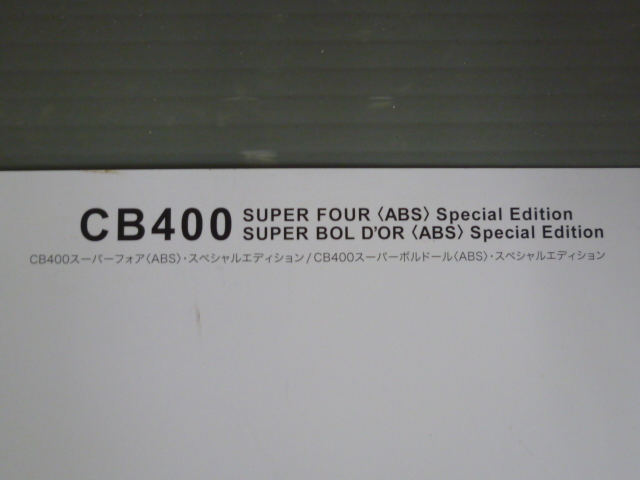 CB400 SUPER FOUR〈ABS〉Special Edition
SUPER BOL D'OR〈ABS〉Special Edition
CB400スーパーフォア〈ABS〉・スペシャルエディション/CB400スーパーボルドール〈ABS〉・スペシャルエディション